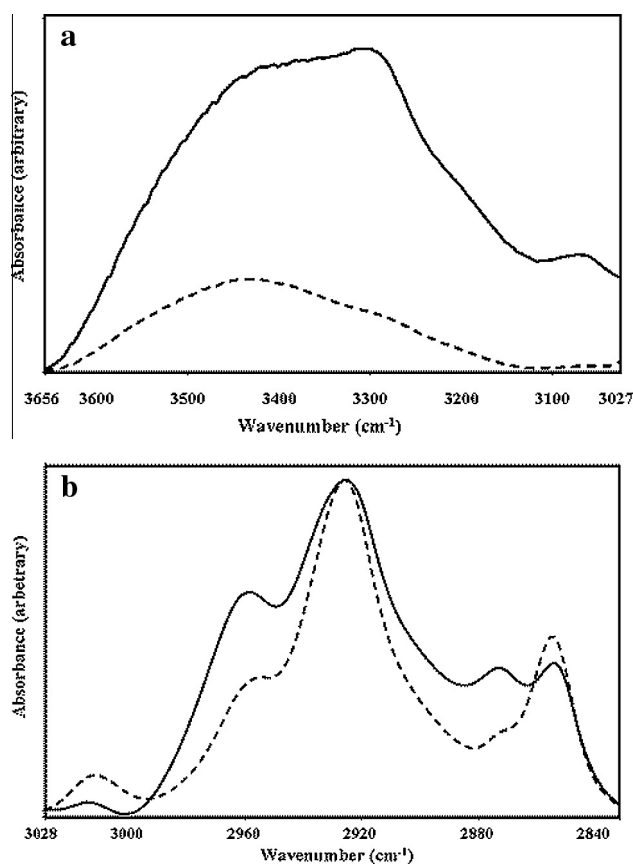 a
Absorbance (arbitrary)
3656 3600 3500 3400 3300 3200 3100 3027
Wavenumber (cm⁻¹)
b
Absorbance (arbetrary)
3028 3000 2960 2920 2880 2840
Wavenumber (cm⁻¹)